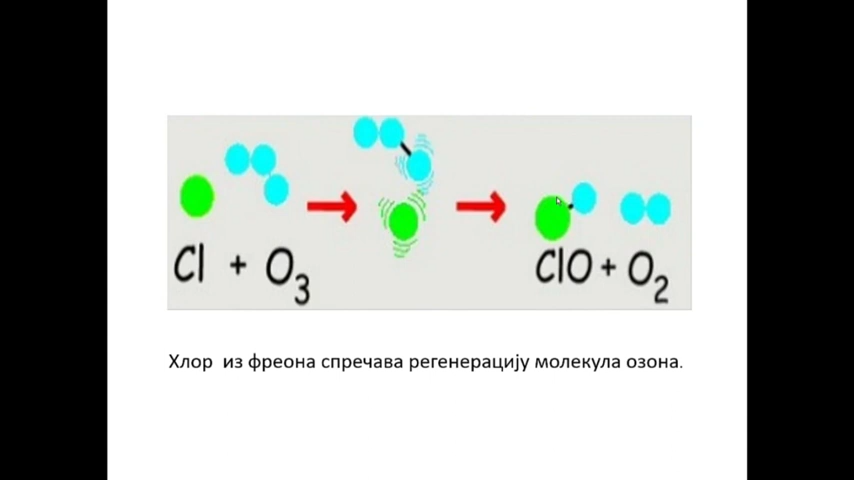 Cl + O₃ ClO + O₂
Хлор из фреона спречава регенерацију молекула озона.